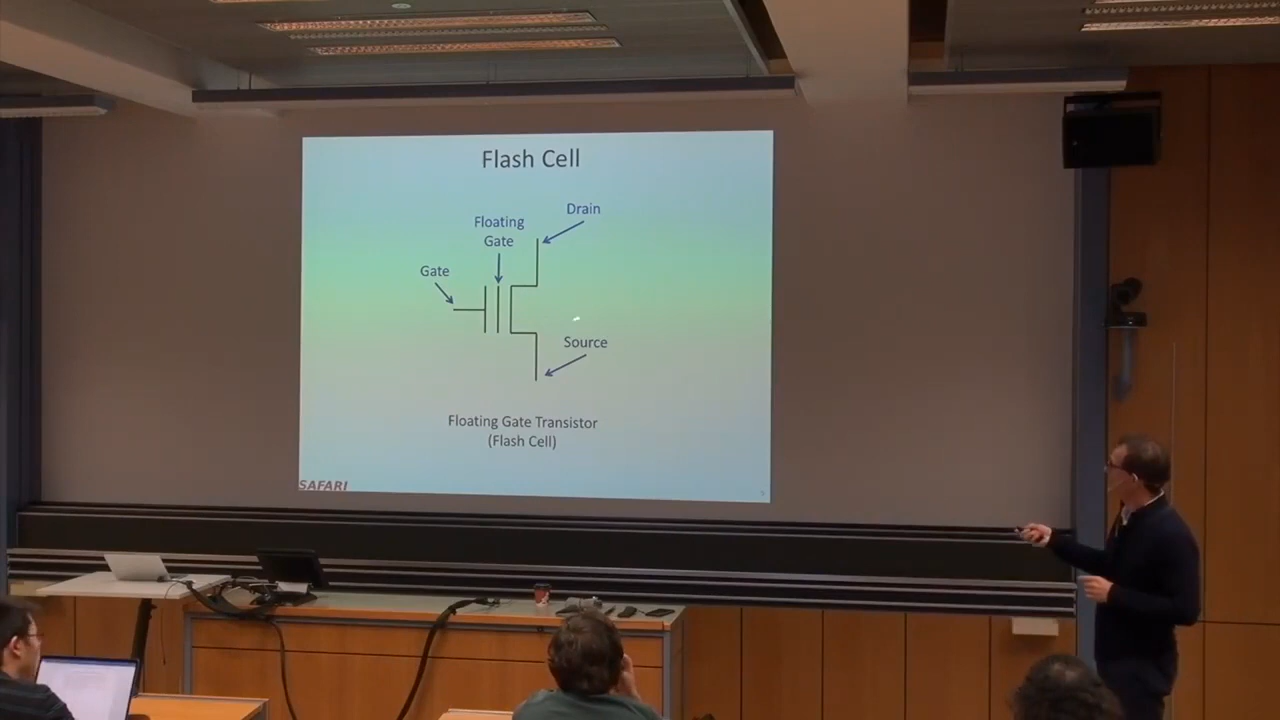 Flash Cell
Drain
Floating
Gate
Gate
Source
Floating Gate Transistor
(Flash Cell)
SAFARI